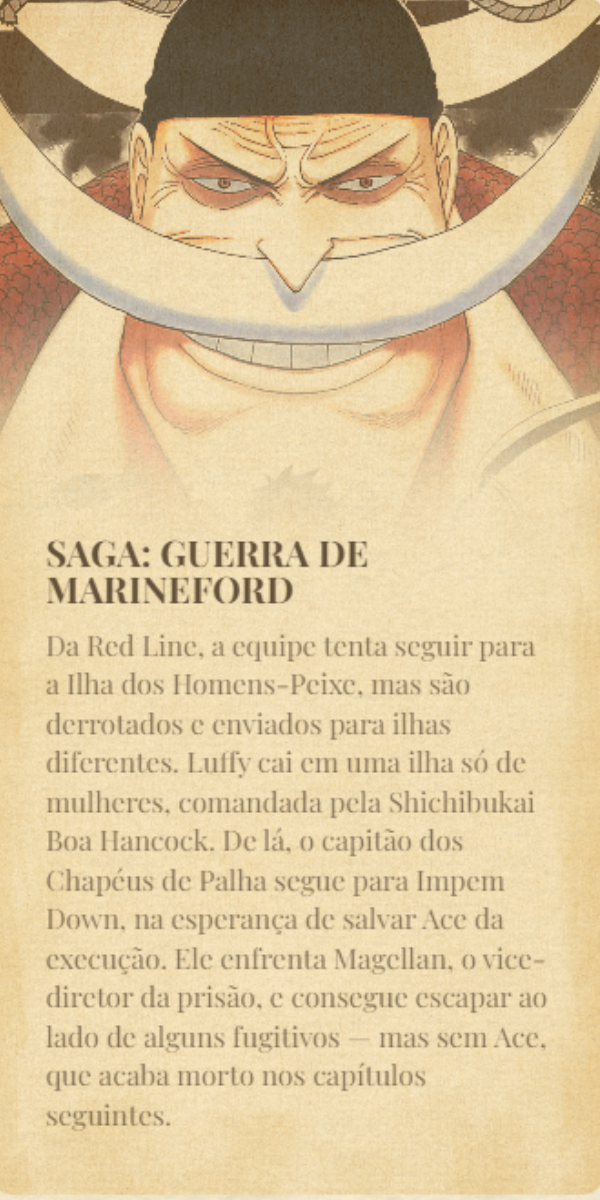 SAGA: GUERRA DE
MARINEFORD
Da Red Line, a equipe tenta seguir para
a Ilha dos Homens-Peixe, mas são
derrotados e enviados para ilhas
diferentes. Luffy cai em uma ilha só de
mulheres, comandada pela Shichibukai
Boa Hancock. De lá, o capitão dos
Chapéus de Palha segue para Impem
Down, na esperança de salvar Ace da
execução. Ele enfrenta Magellan, o vice-
diretor da prisão, e consegue escapar ao
lado de alguns fugitivos — mas sem Ace,
que acaba morto nos capítulos
seguintes.